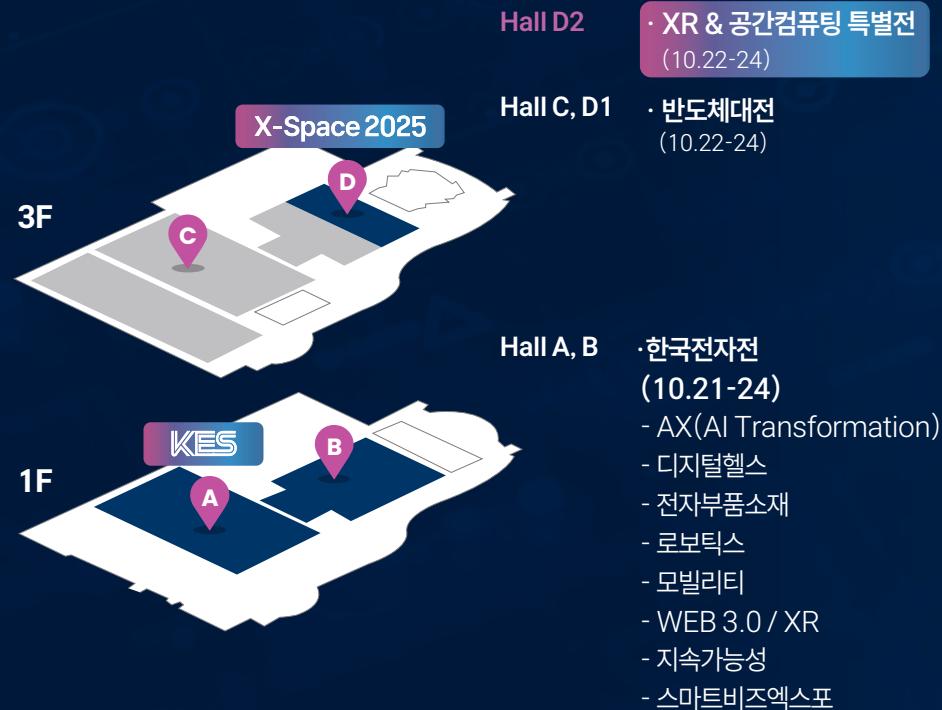 Hall D2
· XR & 공간컴퓨팅 특별전
(10.22-24)
Hall C, D1
· 반도체대전
(10.22-24)
X-Space 2025
D
3F
C
Hall A, B
·한국전자전
(10.21-24)
- AX(AI Transformation)
- 디지털헬스
- 전자부품소재
- 로보틱스
- 모빌리티
- WEB 3.0 / XR
- 지속가능성
- 스마트비즈엑스포
KES
B
1F
A